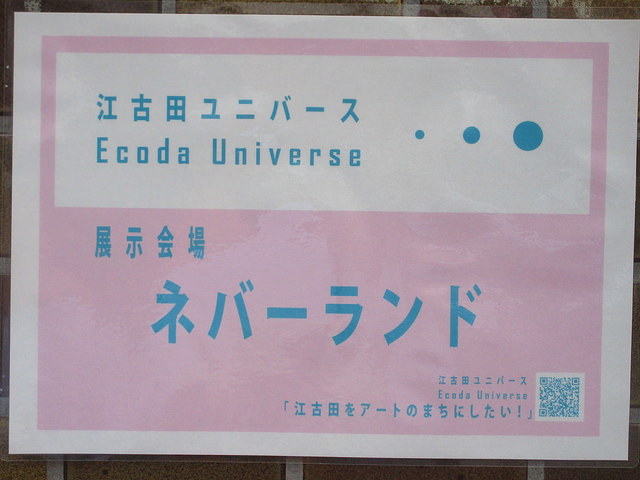 江古田ユニバース
Ecoda Universe
展示会場
ネバーランド
江古田ユニバース
Ecoda Universe
「江古田をアートのまちにしたい!」